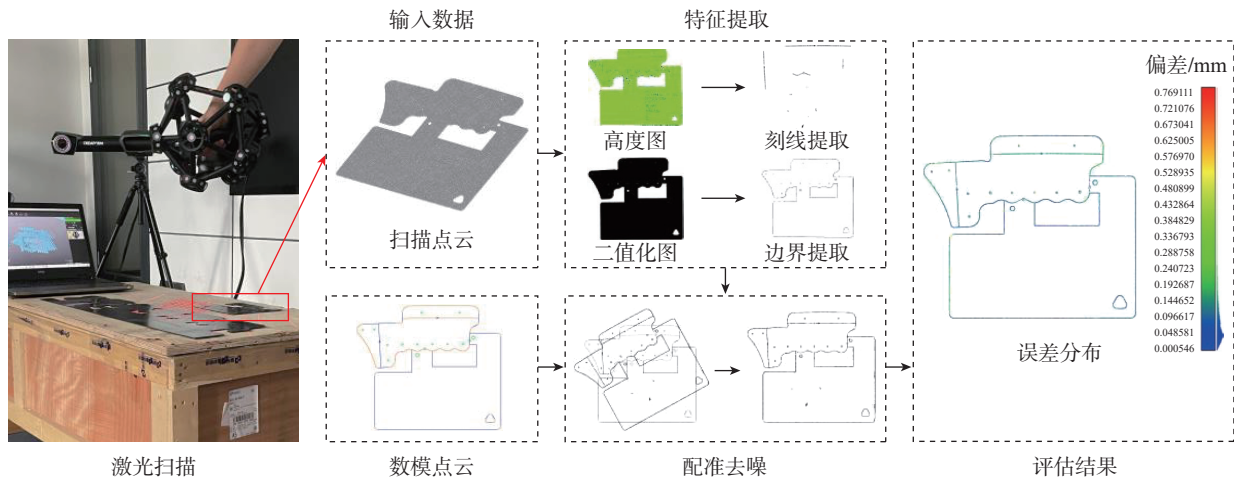 输入数据
特征提取
扫描点云
高度图
刻线提取
二值化图
边界提取
偏差/mm
0.769111
0.721076
0.673041
0.625005
0.576970
0.528935
0.480899
0.432864
0.384829
0.336793
0.288758
0.240723
0.192687
0.144652
0.096617
0.048581
0.000546
误差分布
激光扫描
数模点云
配准去噪
评估结果